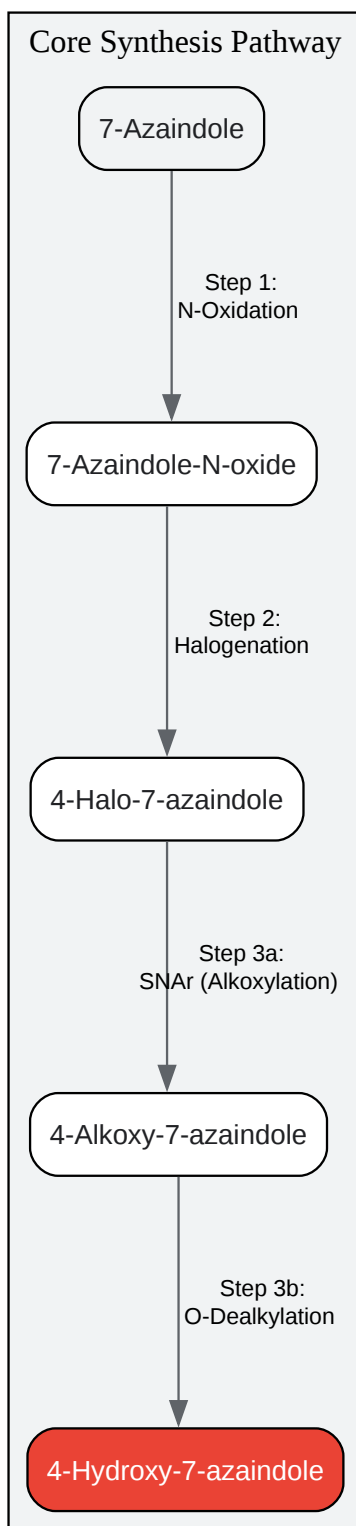 Core Synthesis Pathway
7-Azaindole
Step 1:
N-Oxidation
7-Azaindole-N-oxide
Step 2:
Halogenation
4-Halo-7-azaindole
Step 3a:
SNAr (Alkoxylation)
4-Alkoxy-7-azaindole
Step 3b:
O-Dealkylation
4-Hydroxy-7-azaindole